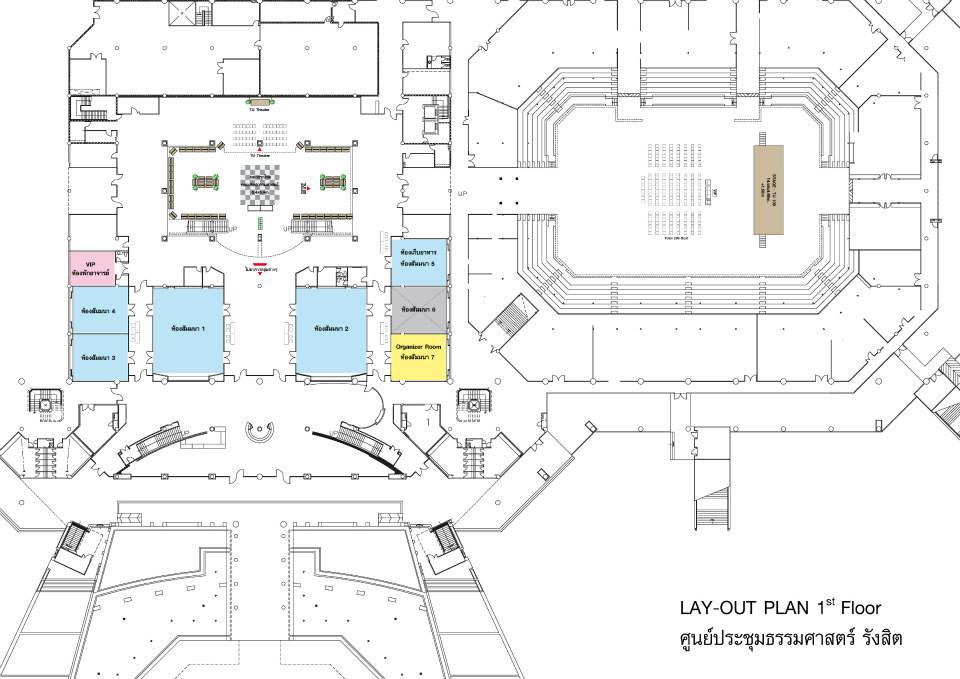 TU Theater
TU Theater
UP
UP
UP
VIP
ห้องพักอาจารย์
ห้องรับอาหาร
ห้องสัมมนา 5
ห้องสัมมนา 4
ห้องสัมมนา 1
ห้องสัมมนา 2
ห้องสัมมนา 6
ห้องสัมมนา 3
Organizer Room
ห้องสัมมนา 7
UP
UP
1
LAY-OUT PLAN 1st Floor
ศูนย์ประชุมธรรมศาสตร์ รังสิต